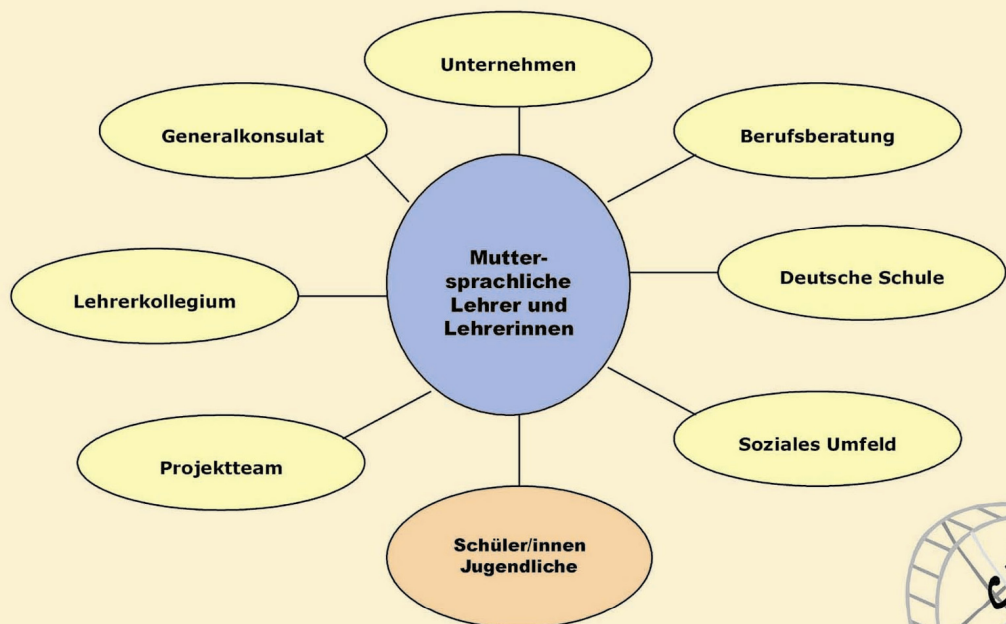 Unternehmen
Generalkonsulat
Berufsberatung
Mutter-
sprachliche
Lehrer und
Lehrerinnen
Deutsche Schule
Lehrerkollegium
Soziales Umfeld
Projektteam
Schüler/innen
Jugendliche